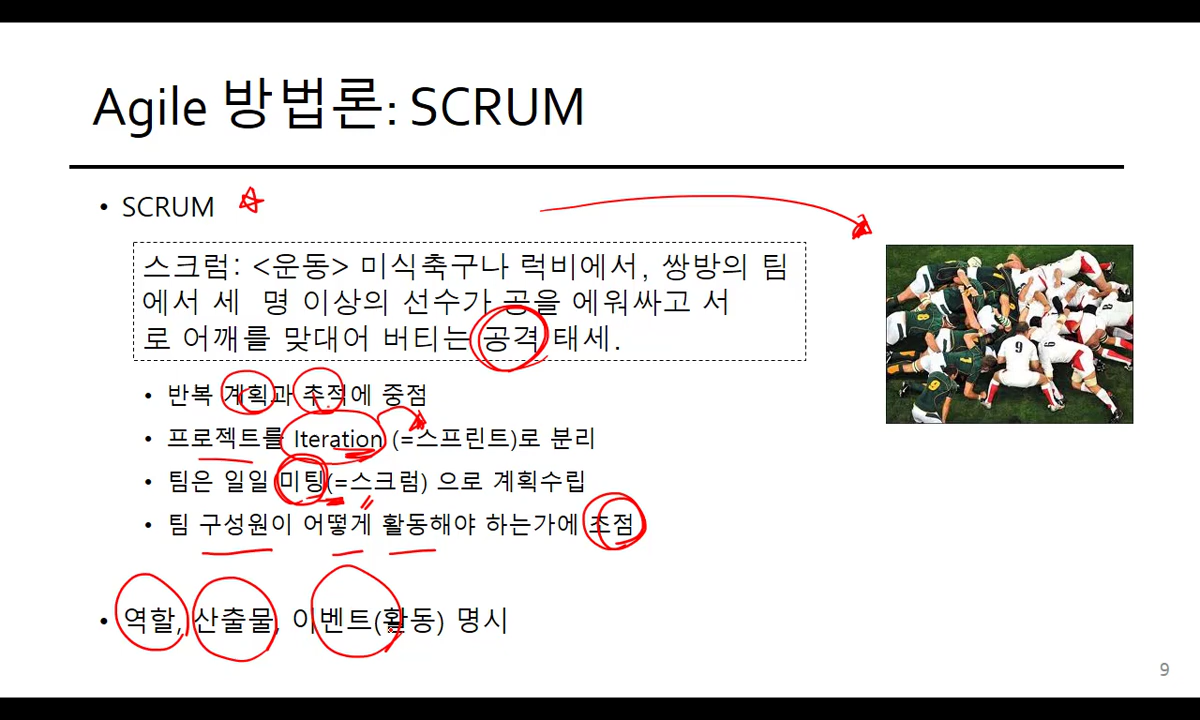 Agile 방법론: SCRUM
• SCRUM
스크럼: <운동> 미식축구나 럭비에서, 쌍방의 팀
에서 세 명 이상의 선수가 공을 에워싸고 서
로 어깨를 맞대어 버티는 공격 태세.
• 반복 계획과 추적에 중점
• 프로젝트를 Iteration (=스프린트)로 분리
• 팀은 일일 미팅(=스크럼) 으로 계획수립
• 팀 구성원이 어떻게 활동해야 하는가에 초점
• 역할, 산출물, 이벤트(활동) 명시
9